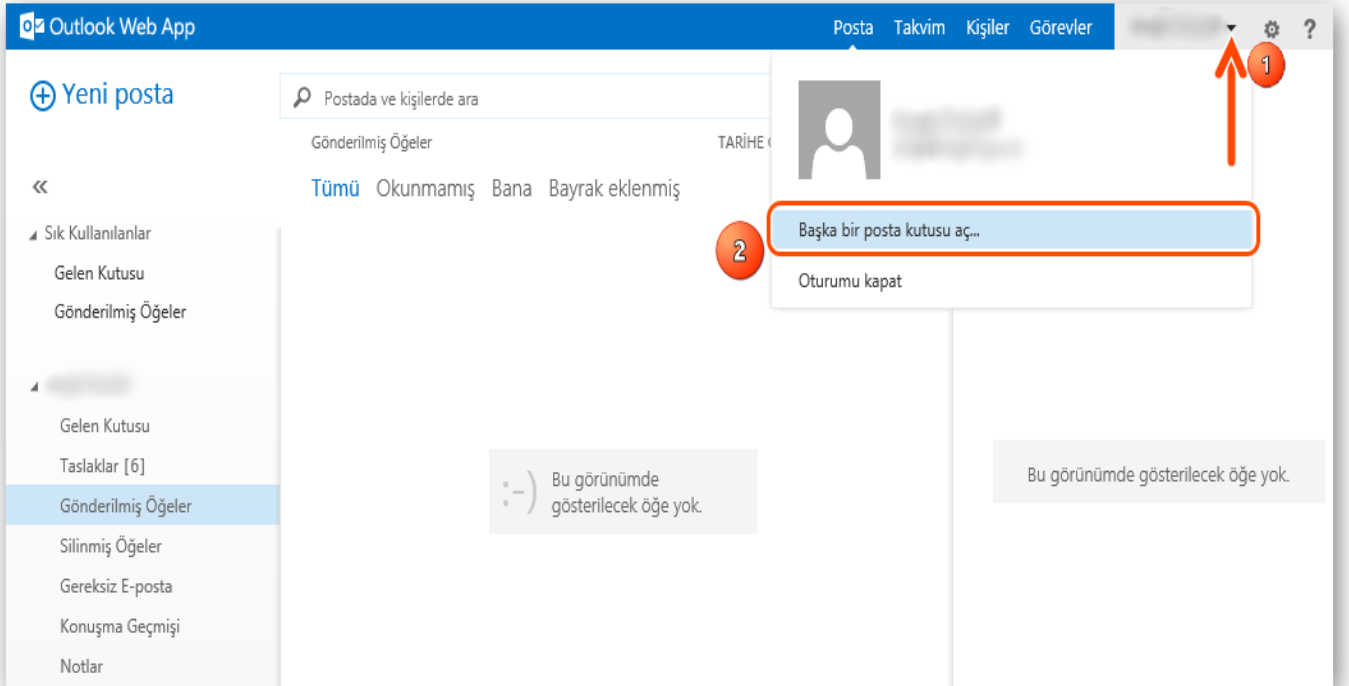 Outlook Web App
Posta Takvim Kişiler Görevler
?
1
Yeni posta
Postada ve kişilerde ara
Gönderilmiş Öğeler
TARİHE
Tümü Okunmamış Bana Bayrak eklenmiş
Sık Kullanılanlar
Gelen Kutusu
Gönderilmiş Öğeler
Başka bir posta kutusu aç...
2
Oturumu kapat
Gelen Kutusu
Taslaklar [6]
Gönderilmiş Öğeler
Silinmiş Öğeler
Gereksiz E-posta
Konuşma Geçmişi
Notlar
:-)
Bu görünümde
gösterilecek öğe yok.
Bu görünümde gösterilecek öğe yok.